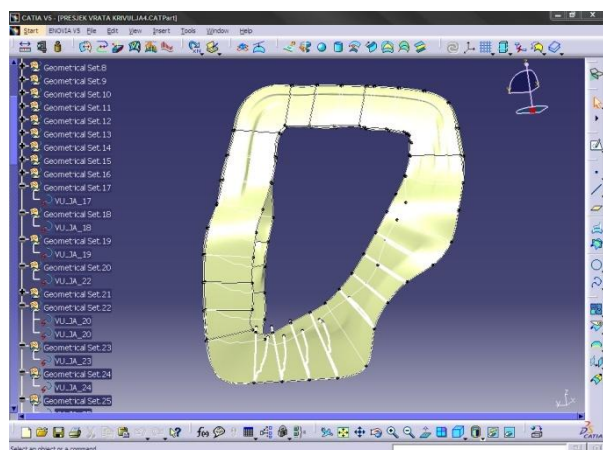 CATIA V5 - [PRESJEK VRATA KRIVULJA4.CATPart]
Start ENOVIA V5 File Edit View Insert Tools Window Help
Geometrical Set.8
Geometrical Set.9
Geometrical Set.10
Geometrical Set.11
Geometrical Set.12
Geometrical Set.13
Geometrical Set.14
Geometrical Set.15
Geometrical Set.16
Geometrical Set.17
VU_JA_17
Geometrical Set.18
VU_JA_18
Geometrical Set.19
VU_JA_19
Geometrical Set.20
VU_JA_22
Geometrical Set.21
Geometrical Set.22
VU_JA_20
VU_JA_20
Geometrical Set.23
VU_JA_23
Geometrical Set.24
VU_JA_24
Geometrical Set.25
f(x)
CATIA
Select an object or a command